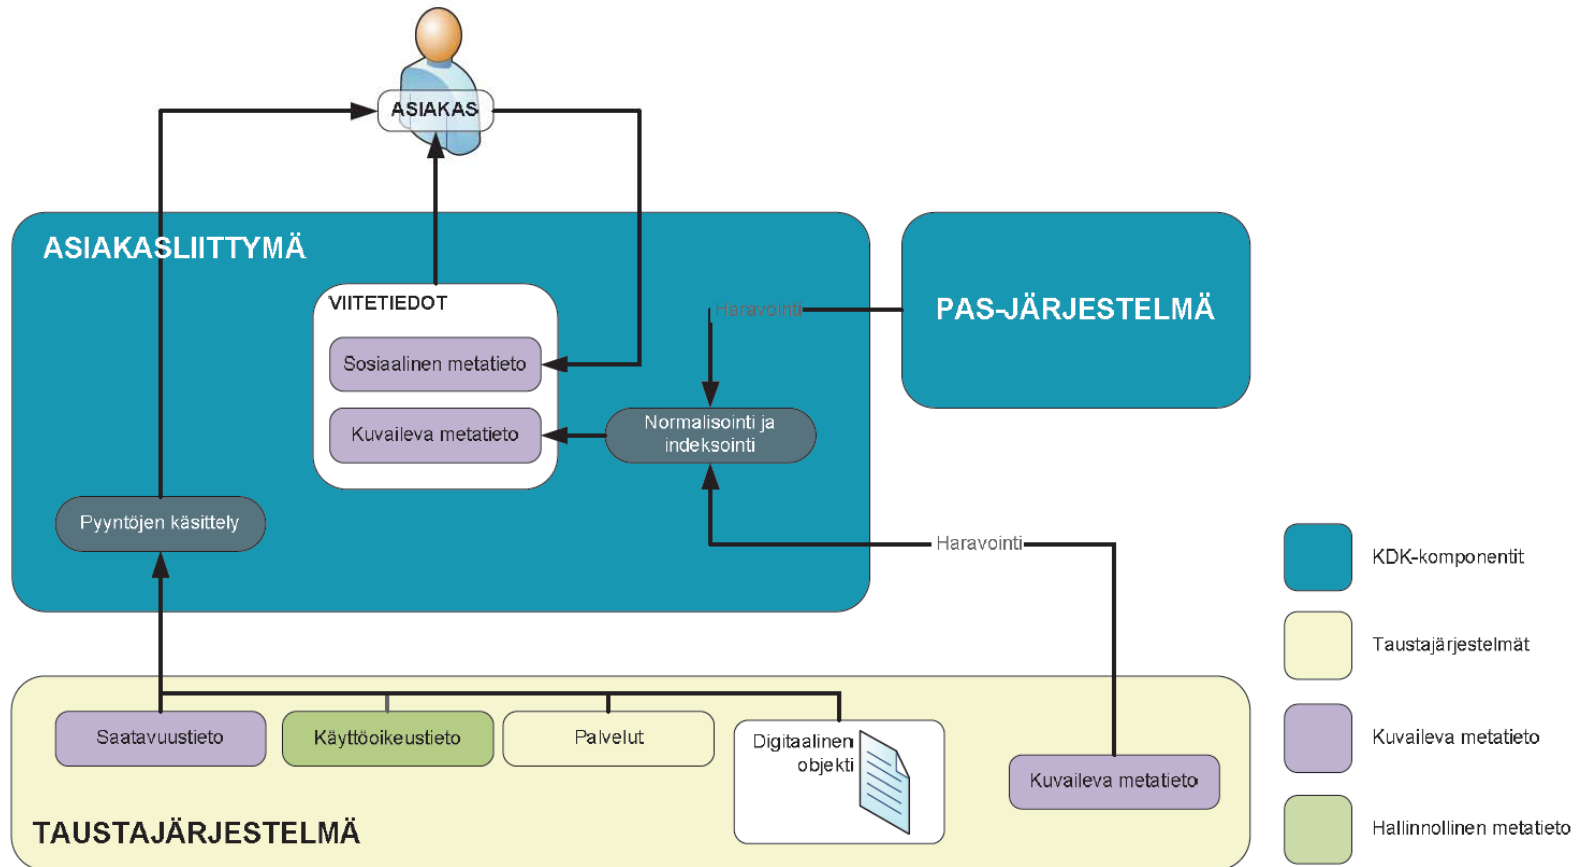 ASIAKAS
ASIAKASLIITTYMÄ
VIITETIEDOT
Sosiaalinen metatieto
Kuvaileva metatieto
Normalisointi ja
indeksointi
Haravointi
PAS-JÄRJESTELMÄ
Pyyntöjen käsittely
Haravointi
Saatavuustieto
Käyttöoikeustieto
Palvelut
Digitaalinen
objekti
Kuvaileva metatieto
TAUSTAJÄRJESTELMÄ
KDK-komponentit
Taustajärjestelmät
Kuvaileva metatieto
Hallinnollinen metatieto